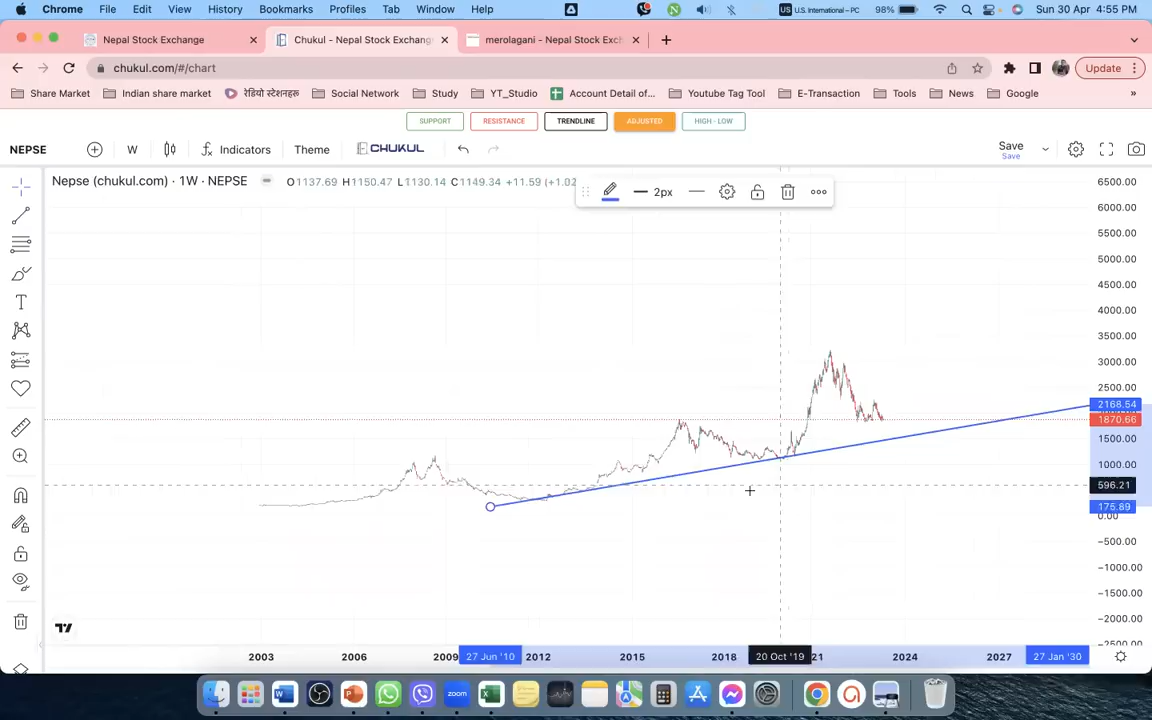 Chrome File Edit View History Bookmarks Profiles Tab Window Help U.S. International – PC 98% Sun 30 Apr 4:55 PM
Nepal Stock Exchange Chukul - Nepal Stock Exchang merolagani - Nepal Stock Exch
chukul.com/#/chart Update
Share Market Indian share market रेडियो स्टेशनहरु Social Network Study YT_Studio Account Detail of... Youtube Tag Tool E-Transaction Tools News Google »
SUPPORT RESISTANCE TRENDLINE ADJUSTED HIGH - LOW
NEPSE W Indicators Theme CHUKUL Save
Save
Nepse (chukul.com) · 1W · NEPSE O1137.69 H1150.47 L1130.14 C1149.34 +11.59 (+1.02
2px
6500.00
6000.00
5500.00
5000.00
4500.00
4000.00
3500.00
3000.00
2500.00
2168.54
1870.66
1500.00
1000.00
596.21
175.89
0.00
−500.00
−1000.00
−1500.00
−2000.00
−2500.00
2003 2006 2009 27 Jun '10 2012 2015 2018 20 Oct '19 21 2024 2027 27 Jan '30
zoom